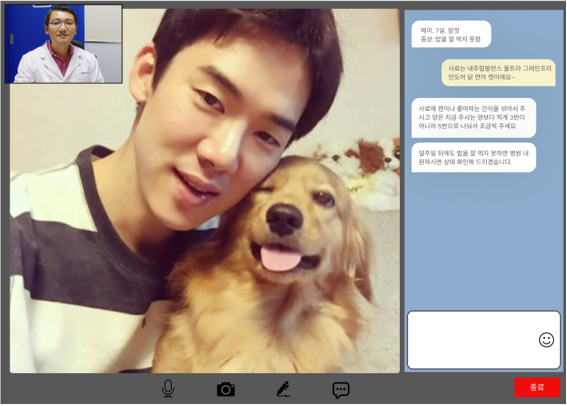 메이, 7살, 암컷
증상: 밥을 잘 먹지 못함
사료는 내추럴발란스 울트라 그레인프리
인도어 닭 연어 캣이에요~
사료에 캔이나 좋아하는 간식을 섞어서 주
시고 양은 지금 주시는 양보다 적게 3번이
아니라 5번으로 나눠서 조금씩 주세요.
일주일 뒤에도 밥을 잘 먹지 못하면 병원 내
원하시면 상태 확인해 드리겠습니다.
종료